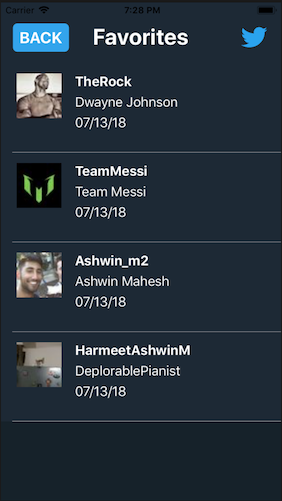 Carrier 7:28 PM
BACK Favorites
TheRock
Dwayne Johnson
07/13/18
TeamMessi
Team Messi
07/13/18
Ashwin_m2
Ashwin Mahesh
07/13/18
HarmeetAshwinM
DeplorablePianist
07/13/18